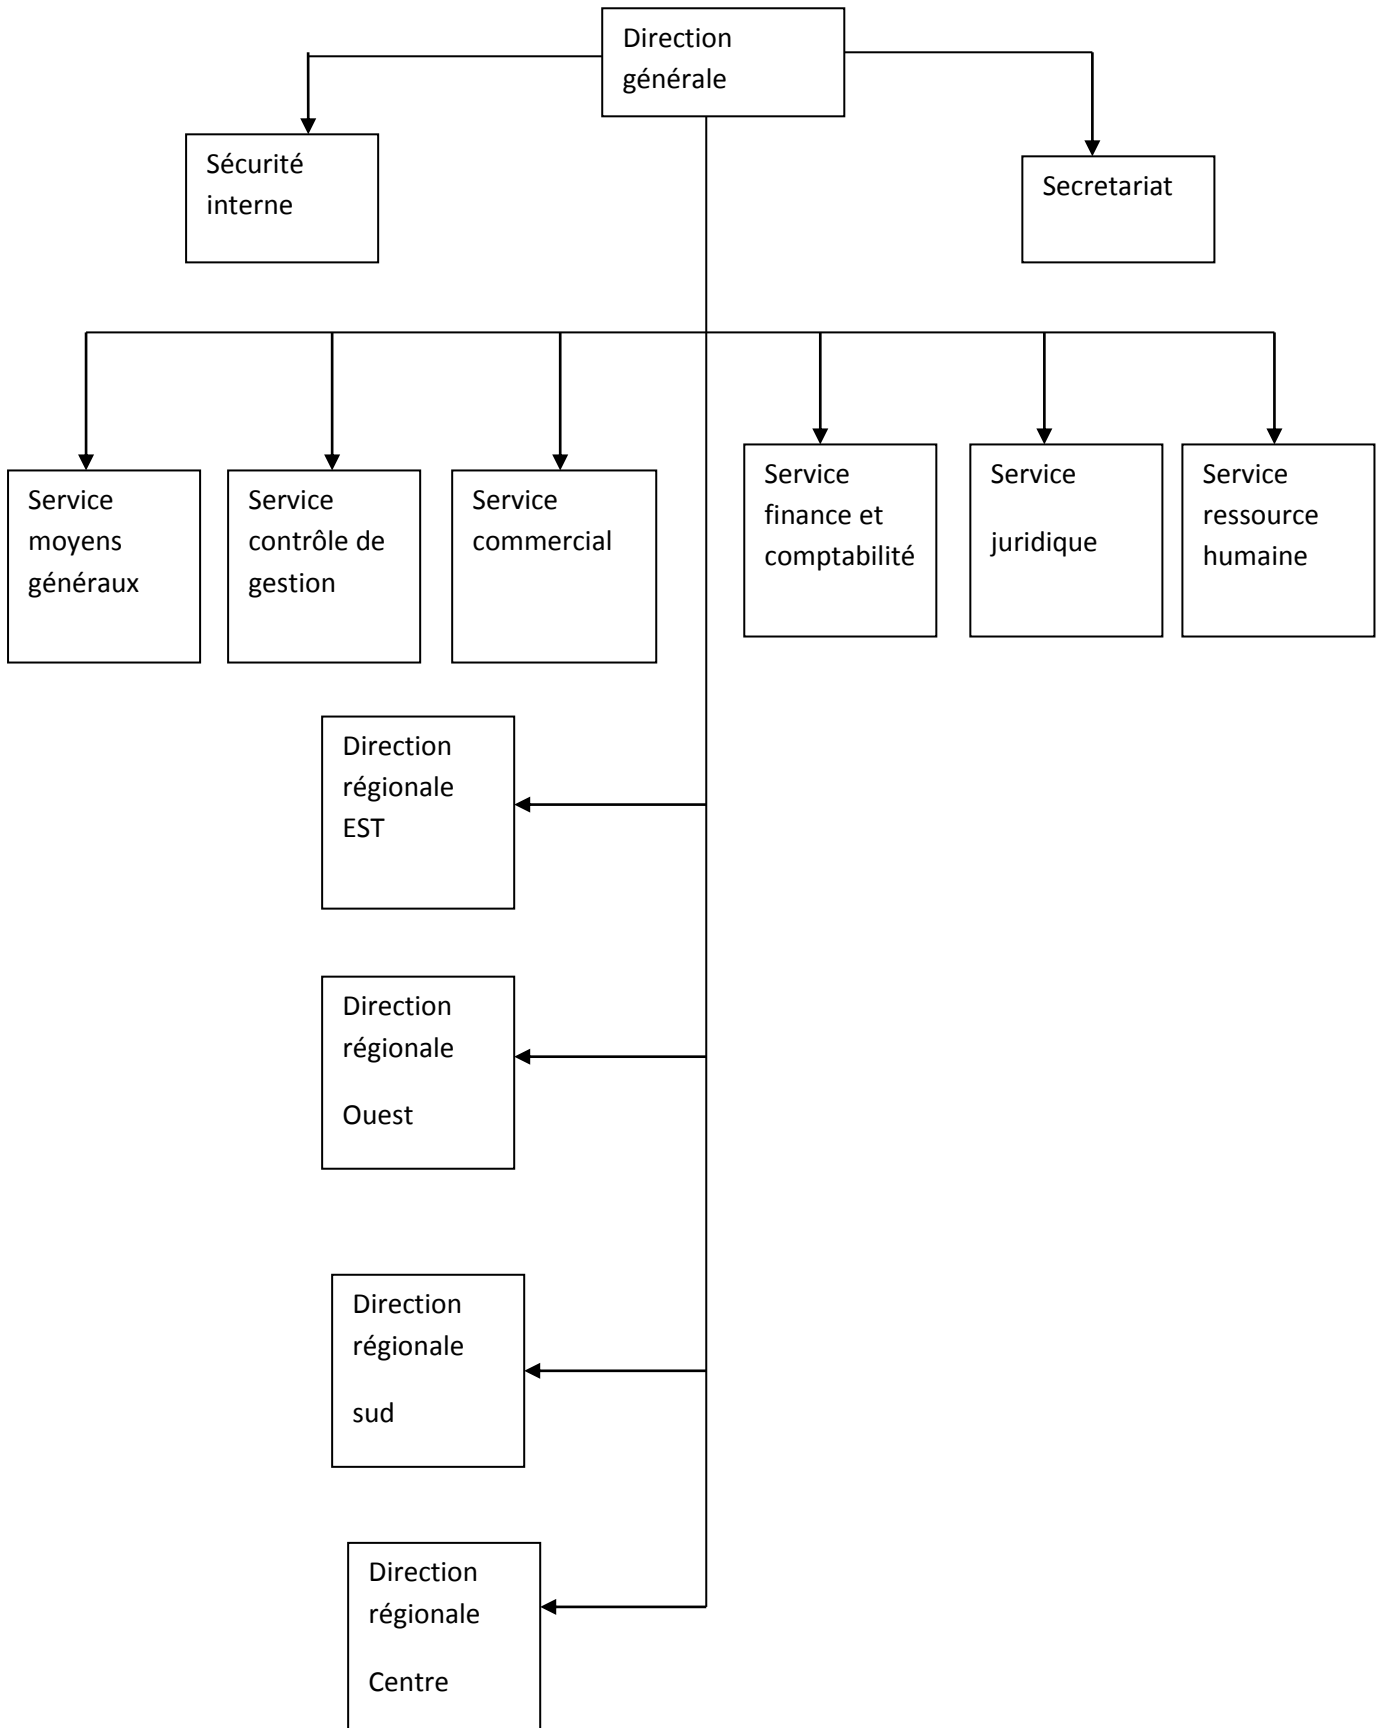 Direction
générale
Sécurité
interne
Secretariat
Service
moyens
généraux
Service
contrôle de
gestion
Service
commercial
Service
finance et
comptabilité
Service
juridique
Service
ressource
humaine
Direction
régionale
EST
Direction
régionale
Ouest
Direction
régionale
sud
Direction
régionale
Centre